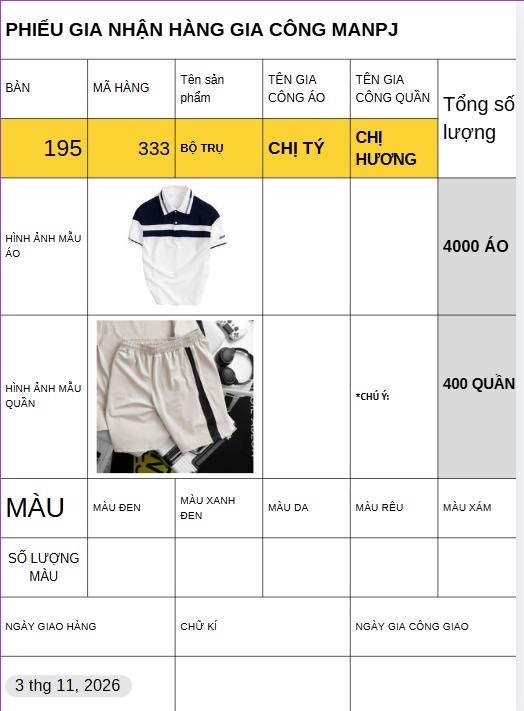 PHIẾU GIA NHẬN HÀNG GIA CÔNG MANPJ
BÀN
MÃ HÀNG
Tên sản
phẩm
TÊN GIA
CÔNG ÁO
TÊN GIA
CÔNG QUẦN
Tổng số
lượng
195
333
BỘ TRỤ
CHỊ TÝ
CHỊ
HƯƠNG
HÌNH ẢNH MẪU
ÁO
4000 ÁO
HÌNH ẢNH MẪU
QUẦN
*CHÚ Ý:
400 QUẦN
MÀU
MÀU ĐEN
MÀU XANH
ĐEN
MÀU DA
MÀU RÊU
MÀU XÁM
SỐ LƯỢNG
MÀU
NGÀY GIAO HÀNG
CHỮ KÍ
NGÀY GIA CÔNG GIAO
3 thg 11, 2026